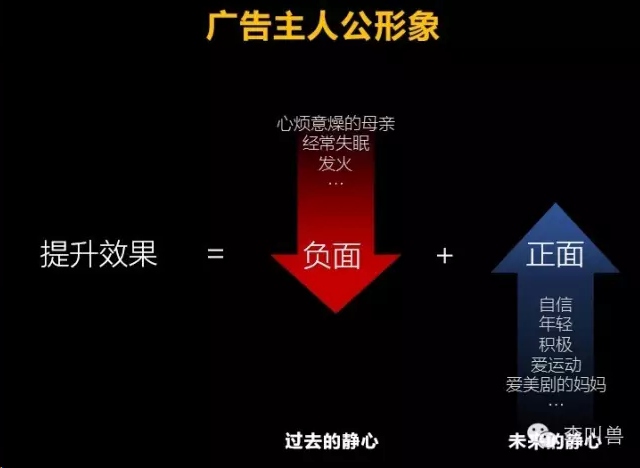 广告主人公形象
心烦意燥的母亲
经常失眠
发火
…
提升效果 = 负面 + 正面
自信
年轻
积极
爱运动
爱美剧的妈妈
…
过去的静心 未来的静心
李叫兽